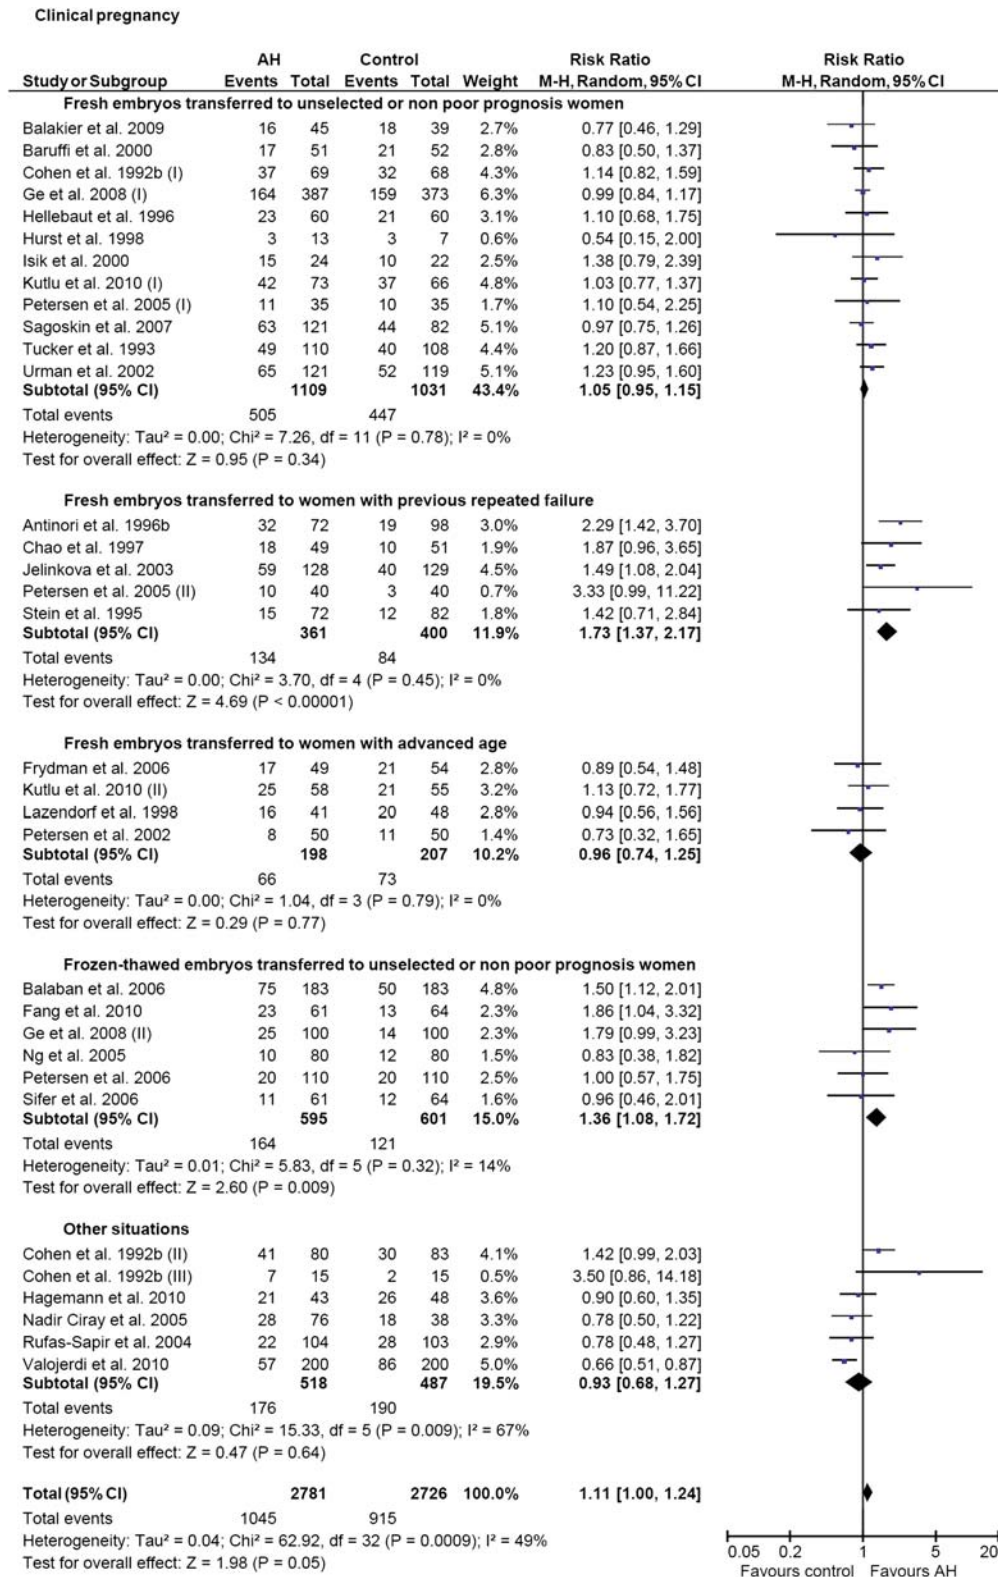 Clinical pregnancy
AH Control Risk Ratio Risk Ratio
Study or Subgroup Events Total Events Total Weight M-H, Random, 95% CI M-H, Random, 95% CI
Fresh embryos transferred to unselected or non poor prognosis women
Balakier et al. 2009 16 45 18 39 2.7% 0.77 [0.46, 1.29]
Baruffi et al. 2000 17 51 21 52 2.8% 0.83 [0.50, 1.37]
Cohen et al. 1992b (I) 37 69 32 68 4.3% 1.14 [0.82, 1.59]
Ge et al. 2008 (I) 164 387 159 373 6.3% 0.99 [0.84, 1.17]
Hellebaut et al. 1996 23 60 21 60 3.1% 1.10 [0.68, 1.75]
Hurst et al. 1998 3 13 3 7 0.6% 0.54 [0.15, 2.00]
Isik et al. 2000 15 24 10 22 2.5% 1.38 [0.79, 2.39]
Kutlu et al. 2010 (I) 42 73 37 66 4.8% 1.03 [0.77, 1.37]
Petersen et al. 2005 (I) 11 35 10 35 1.7% 1.10 [0.54, 2.25]
Sagoskin et al. 2007 63 121 44 82 5.1% 0.97 [0.75, 1.26]
Tucker et al. 1993 49 110 40 108 4.4% 1.20 [0.87, 1.66]
Urman et al. 2002 65 121 52 119 5.1% 1.23 [0.95, 1.60]
Subtotal (95% CI) 1109 1031 43.4% 1.05 [0.95, 1.15]
Total events 505 447
Heterogeneity: Tau² = 0.00; Chi² = 7.26, df = 11 (P = 0.78); I² = 0%
Test for overall effect: Z = 0.95 (P = 0.34)
Fresh embryos transferred to women with previous repeated failure
Antinori et al. 1996b 32 72 19 98 3.0% 2.29 [1.42, 3.70]
Chao et al. 1997 18 49 10 51 1.9% 1.87 [0.96, 3.65]
Jelinkova et al. 2003 59 128 40 129 4.5% 1.49 [1.08, 2.04]
Petersen et al. 2005 (II) 10 40 3 40 0.7% 3.33 [0.99, 11.22]
Stein et al. 1995 15 72 12 82 1.8% 1.42 [0.71, 2.84]
Subtotal (95% CI) 361 400 11.9% 1.73 [1.37, 2.17]
Total events 134 84
Heterogeneity: Tau² = 0.00; Chi² = 3.70, df = 4 (P = 0.45); I² = 0%
Test for overall effect: Z = 4.69 (P < 0.00001)
Fresh embryos transferred to women with advanced age
Frydman et al. 2006 17 49 21 54 2.8% 0.89 [0.54, 1.48]
Kutlu et al. 2010 (II) 25 58 21 55 3.2% 1.13 [0.72, 1.77]
Lazendorf et al. 1998 16 41 20 48 2.8% 0.94 [0.56, 1.56]
Petersen et al. 2002 8 50 11 50 1.4% 0.73 [0.32, 1.65]
Subtotal (95% CI) 198 207 10.2% 0.96 [0.74, 1.25]
Total events 66 73
Heterogeneity: Tau² = 0.00; Chi² = 1.04, df = 3 (P = 0.79); I² = 0%
Test for overall effect: Z = 0.29 (P = 0.77)
Frozen-thawed embryos transferred to unselected or non poor prognosis women
Balaban et al. 2006 75 183 50 183 4.8% 1.50 [1.12, 2.01]
Fang et al. 2010 23 61 13 64 2.3% 1.86 [1.04, 3.32]
Ge et al. 2008 (II) 25 100 14 100 2.3% 1.79 [0.99, 3.23]
Ng et al. 2005 10 80 12 80 1.5% 0.83 [0.38, 1.82]
Petersen et al. 2006 20 110 20 110 2.5% 1.00 [0.57, 1.75]
Sifer et al. 2006 11 61 12 64 1.6% 0.96 [0.46, 2.01]
Subtotal (95% CI) 595 601 15.0% 1.36 [1.08, 1.72]
Total events 164 121
Heterogeneity: Tau² = 0.01; Chi² = 5.83, df = 5 (P = 0.32); I² = 14%
Test for overall effect: Z = 2.60 (P = 0.009)
Other situations
Cohen et al. 1992b (II) 41 80 30 83 4.1% 1.42 [0.99, 2.03]
Cohen et al. 1992b (III) 7 15 2 15 0.5% 3.50 [0.86, 14.18]
Hagemann et al. 2010 21 43 26 48 3.6% 0.90 [0.60, 1.35]
Nadir Ciray et al. 2005 28 76 18 38 3.3% 0.78 [0.50, 1.22]
Rufas-Sapir et al. 2004 22 104 28 103 2.9% 0.78 [0.48, 1.27]
Valojerdi et al. 2010 57 200 86 200 5.0% 0.66 [0.51, 0.87]
Subtotal (95% CI) 518 487 19.5% 0.93 [0.68, 1.27]
Total events 176 190
Heterogeneity: Tau² = 0.09; Chi² = 15.33, df = 5 (P = 0.009); I² = 67%
Test for overall effect: Z = 0.47 (P = 0.64)
Total (95% CI) 2781 2726 100.0% 1.11 [1.00, 1.24]
Total events 1045 915
Heterogeneity: Tau² = 0.04; Chi² = 62.92, df = 32 (P = 0.0009); I² = 49%
Test for overall effect: Z = 1.98 (P = 0.05)
0.05 0.2 1 5 20
Favours control Favours AH